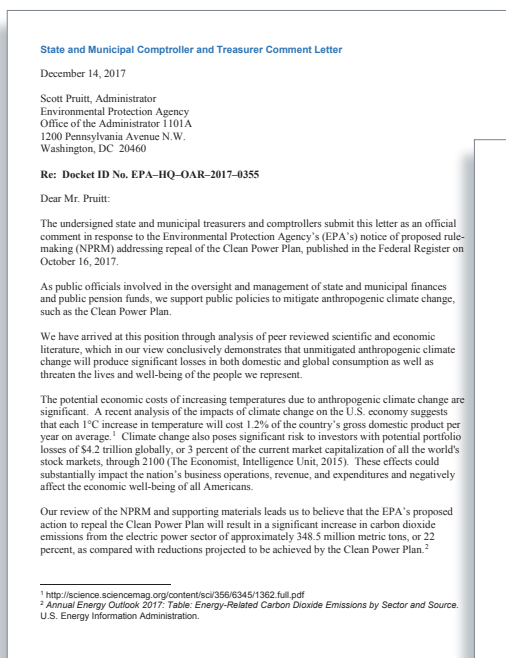 State and Municipal Comptroller and Treasurer Comment Letter
December 14, 2017
Scott Pruitt, Administrator
Environmental Protection Agency
Office of the Administrator 1101A
1200 Pennsylvania Avenue N.W.
Washington, DC  20460
Re:  Docket ID No. EPA–HQ–OAR–2017–0355
Dear Mr. Pruitt:
The undersigned state and municipal treasurers and comptrollers submit this letter as an official
comment in response to the Environmental Protection Agency's (EPA's) notice of proposed rule-
making (NPRM) addressing repeal of the Clean Power Plan, published in the Federal Register on
October 16, 2017.
As public officials involved in the oversight and management of state and municipal finances
and public pension funds, we support public policies to mitigate anthropogenic climate change,
such as the Clean Power Plan.
We have arrived at this position through analysis of peer reviewed scientific and economic
literature, which in our view conclusively demonstrates that unmitigated anthropogenic climate
change will produce significant losses in both domestic and global consumption as well as
threaten the lives and well-being of the people we represent.
The potential economic costs of increasing temperatures due to anthropogenic climate change are
significant.  A recent analysis of the impacts of climate change on the U.S. economy suggests
that each 1°C increase in temperature will cost 1.2% of the country's gross domestic product per
year on average.1  Climate change also poses significant risk to investors with potential portfolio
losses of $4.2 trillion globally, or 3 percent of the current market capitalization of all the world's
stock markets, through 2100 (The Economist, Intelligence Unit, 2015).  These effects could
substantially impact the nation's business operations, revenue, and expenditures and negatively
affect the economic well-being of all Americans.
Our review of the NPRM and supporting materials leads us to believe that the EPA's proposed
action to repeal the Clean Power Plan will result in a significant increase in carbon dioxide
emissions from the electric power sector of approximately 348.5 million metric tons, or 22
percent, as compared with reductions projected to be achieved by the Clean Power Plan.2
1 http://science.sciencemag.org/content/sci/356/6345/1362.full.pdf
2 Annual Energy Outlook 2017: Table: Energy-Related Carbon Dioxide Emissions by Sector and Source.
U.S. Energy Information Administration.